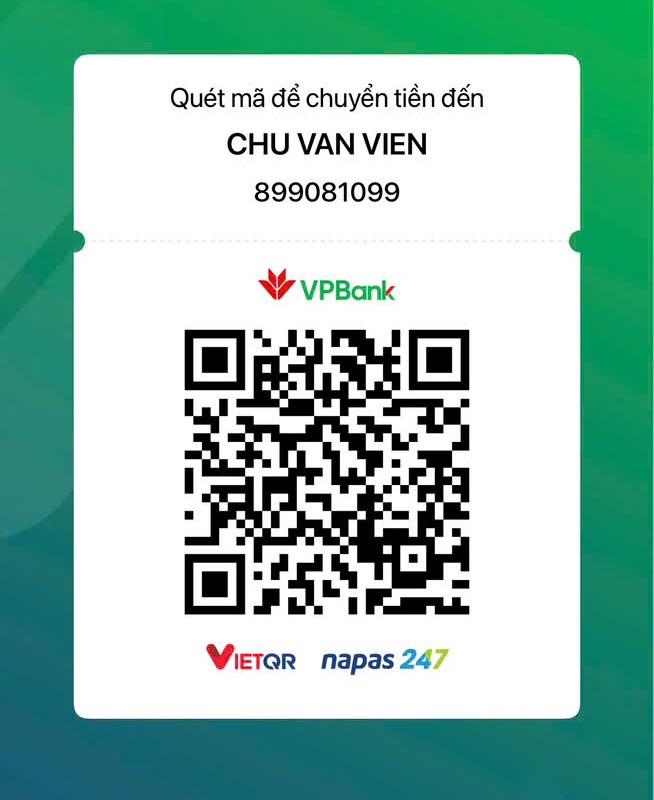 Quét mã để chuyển tiền đến
CHU VAN VIEN
899081099
VPBank
VIETQR
napas 247